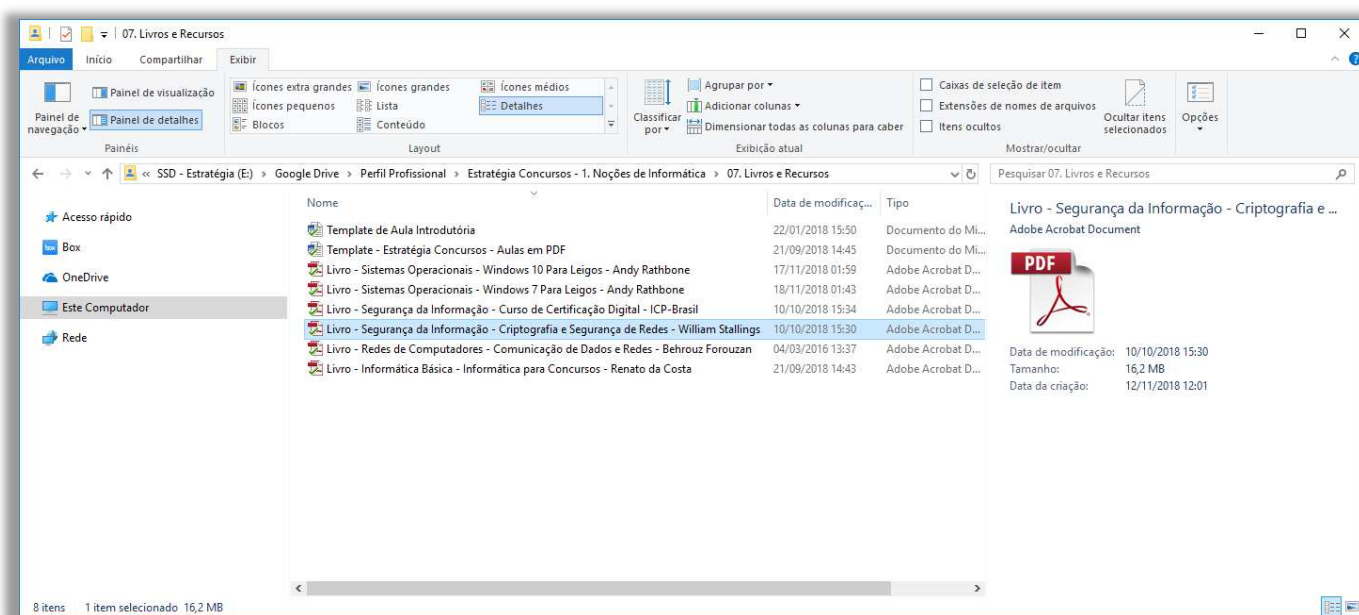 07. Livros e Recursos
Arquivo Início Compartilhar Exibir
Painel de navegação
Painel de visualização
Painel de detalhes
Painéis
Ícones extra grandes Ícones grandes Ícones médios
Ícones pequenos Lista Detalhes
Blocos Conteúdo
Layout
Classificar por
Agrupar por
Adicionar colunas
Dimensionar todas as colunas para caber
Exibição atual
Caixas de seleção de item
Extensões de nomes de arquivos
Itens ocultos
Ocultar itens selecionados
Mostrar/ocultar
Opções
« SSD - Estratégia (E:) > Google Drive > Perfil Profissional > Estratégia Concursos - 1. Noções de Informática > 07. Livros e Recursos
Pesquisar 07. Livros e Recursos
Acesso rápido
Box
OneDrive
Este Computador
Rede
Nome Data de modificaç... Tipo
Template de Aula Introdutória 22/01/2018 15:50 Documento do Mi...
Template - Estratégia Concursos - Aulas em PDF 21/09/2018 14:45 Documento do Mi...
Livro - Sistemas Operacionais - Windows 10 Para Leigos - Andy Rathbone 17/11/2018 01:59 Adobe Acrobat D...
Livro - Sistemas Operacionais - Windows 7 Para Leigos - Andy Rathbone 18/11/2018 01:43 Adobe Acrobat D...
Livro - Segurança da Informação - Curso de Certificação Digital - ICP-Brasil 10/10/2018 15:34 Adobe Acrobat D...
Livro - Segurança da Informação - Criptografia e Segurança de Redes - William Stallings 10/10/2018 15:30 Adobe Acrobat D...
Livro - Redes de Computadores - Comunicação de Dados e Redes - Behrouz Forouzan 04/03/2016 13:37 Adobe Acrobat D...
Livro - Informática Básica - Informática para Concursos - Renato da Costa 21/09/2018 14:43 Adobe Acrobat D...
Livro - Segurança da Informação - Criptografia e ...
Adobe Acrobat Document
PDF
Data de modificação: 10/10/2018 15:30
Tamanho: 16,2 MB
Data da criação: 12/11/2018 12:01
8 itens 1 item selecionado 16,2 MB